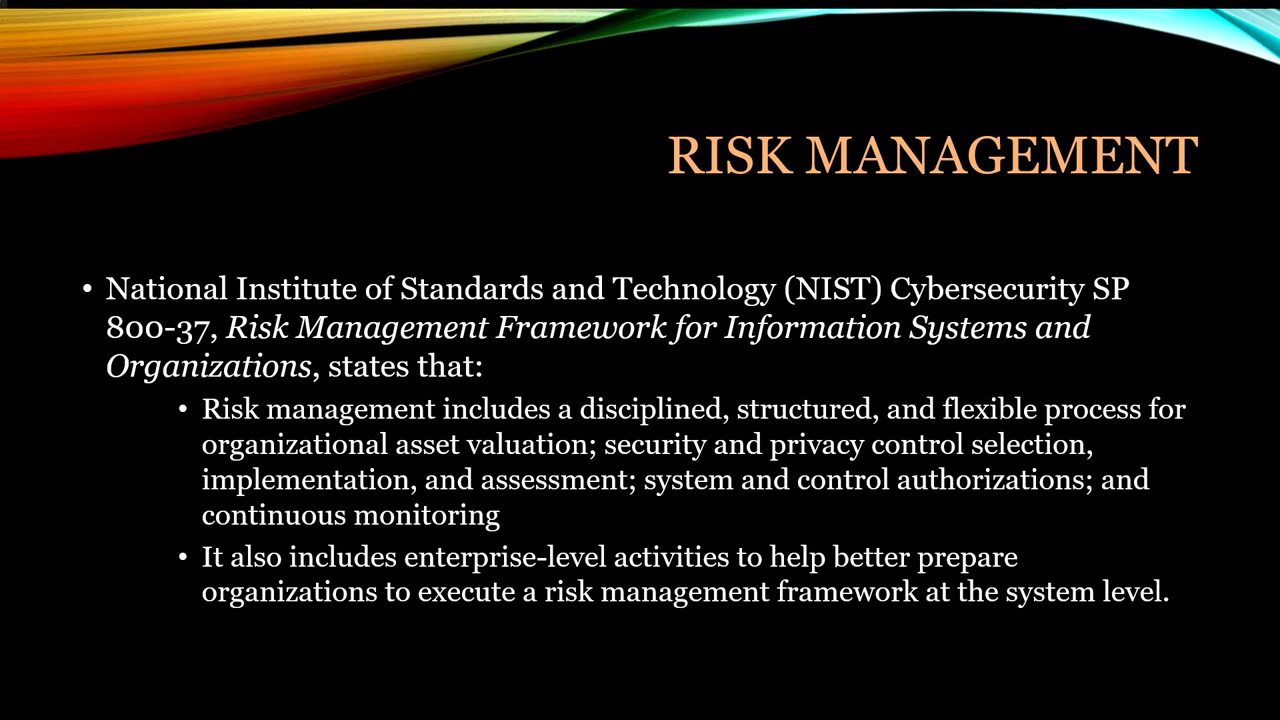 RISK MANAGEMENT
• National Institute of Standards and Technology (NIST) Cybersecurity SP
800-37, Risk Management Framework for Information Systems and
Organizations, states that:
• Risk management includes a disciplined, structured, and flexible process for
organizational asset valuation; security and privacy control selection,
implementation, and assessment; system and control authorizations; and
continuous monitoring
• It also includes enterprise-level activities to help better prepare
organizations to execute a risk management framework at the system level.